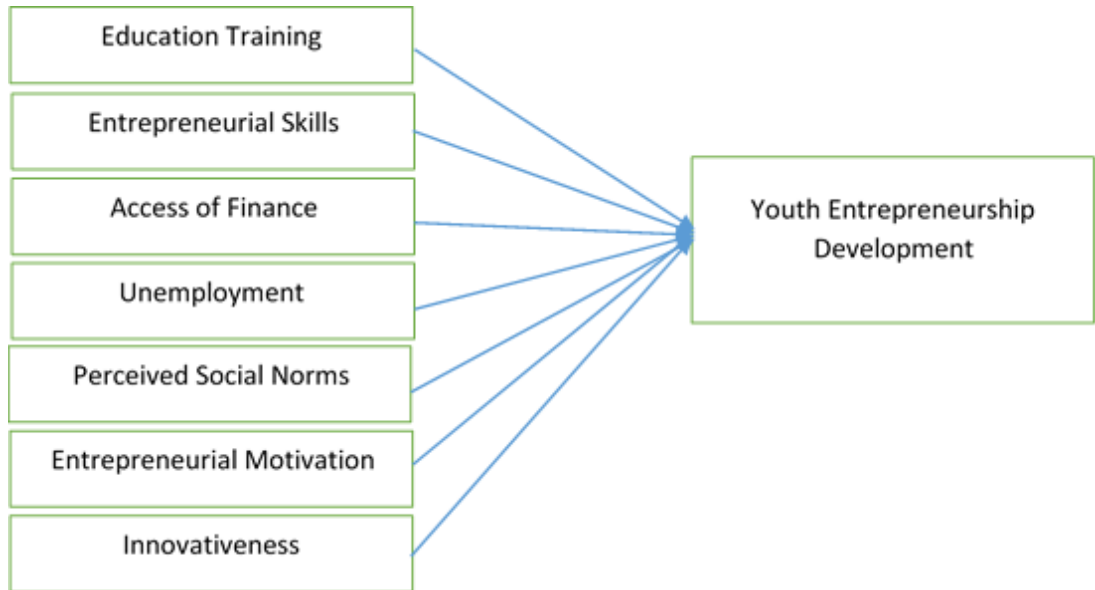 Education Training
Entrepreneurial Skills
Access of Finance
Unemployment
Perceived Social Norms
Entrepreneurial Motivation
Innovativeness
Youth Entrepreneurship
Development